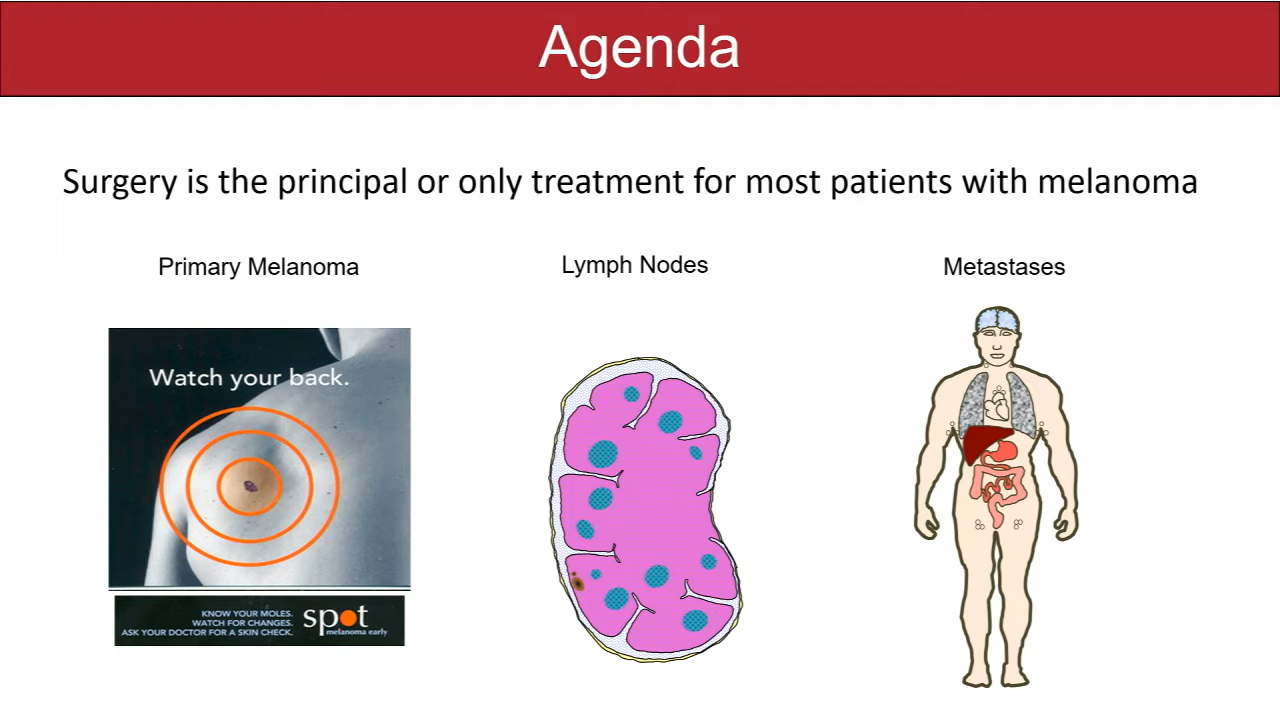 Agenda
Surgery is the principal or only treatment for most patients with melanoma
Primary Melanoma
Lymph Nodes
Metastases
Watch your back.
KNOW YOUR MOLES.
WATCH FOR CHANGES.
ASK YOUR DOCTOR FOR A SKIN CHECK.
spot
melanoma early